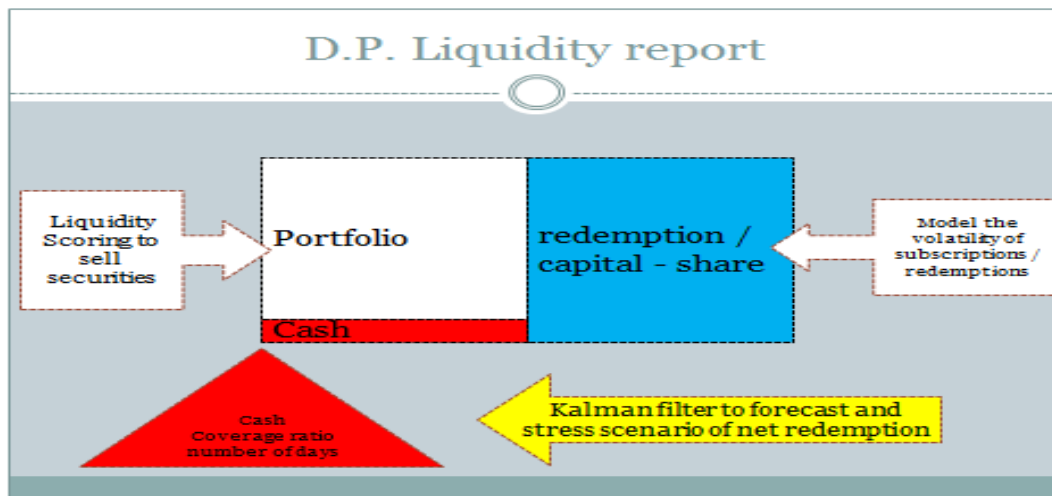 D.P. Liquidity report
Liquidity
Scoring to
sell
securities
Portfolio
Cash
redemption /
capital - share
Model the
volatility of
subscriptions /
redemptions
Cash
Coverage ratio
number of days
Kalman filter to forecast and
stress scenario of net redemption